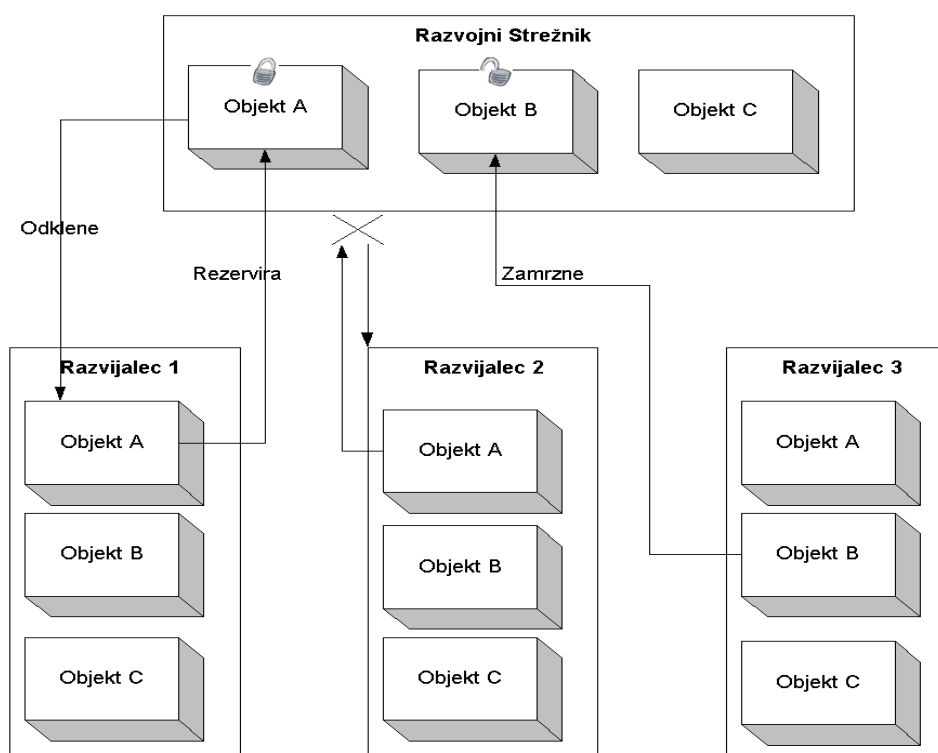 Razvojni Strežnik
Objekt A
Objekt B
Objekt C
Odklene
Rezervira
Zamrzne
Razvijalec 1
Objekt A
Objekt B
Objekt C
Razvijalec 2
Objekt A
Objekt B
Objekt C
Razvijalec 3
Objekt A
Objekt B
Objekt C